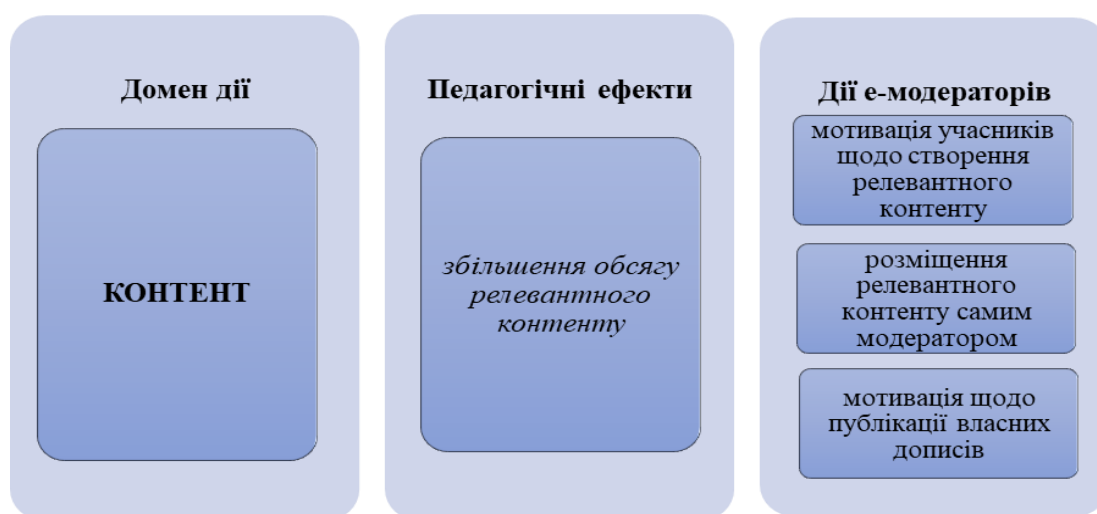 Домен дії
КОНТЕНТ
Педагогічні ефекти
збільшення обсягу
релевантного
контенту
Дії е-модераторів
мотивація учасників
щодо створення
релевантного
контенту
розміщення
релевантного
контенту самим
модератором
мотивація щодо
публікації власних
дописів